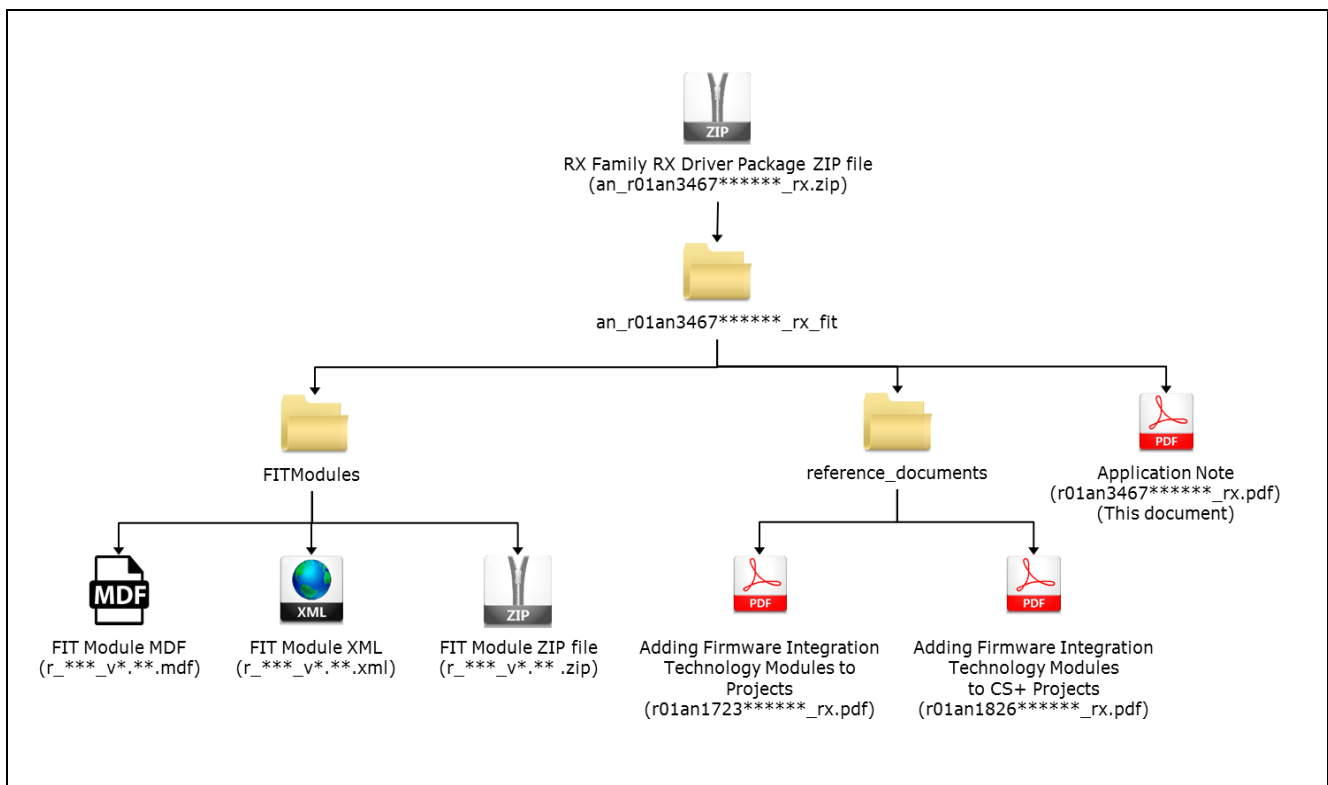 ZIP
RX Family RX Driver Package ZIP file
(an_r01an3467******_rx.zip)
an_r01an3467******_rx_fit
FITModules
reference_documents
PDF
Application Note
(r01an3467******_rx.pdf)
(This document)
MDF
FIT Module MDF
(r_***_v*.**.mdf)
XML
FIT Module XML
(r_***_v*.**.xml)
ZIP
FIT Module ZIP file
(r_***_v*.** .zip)
PDF
Adding Firmware Integration
Technology Modules to
Projects
(r01an1723******_rx.pdf)
PDF
Adding Firmware Integration
Technology Modules
to CS+ Projects
(r01an1826******_rx.pdf)